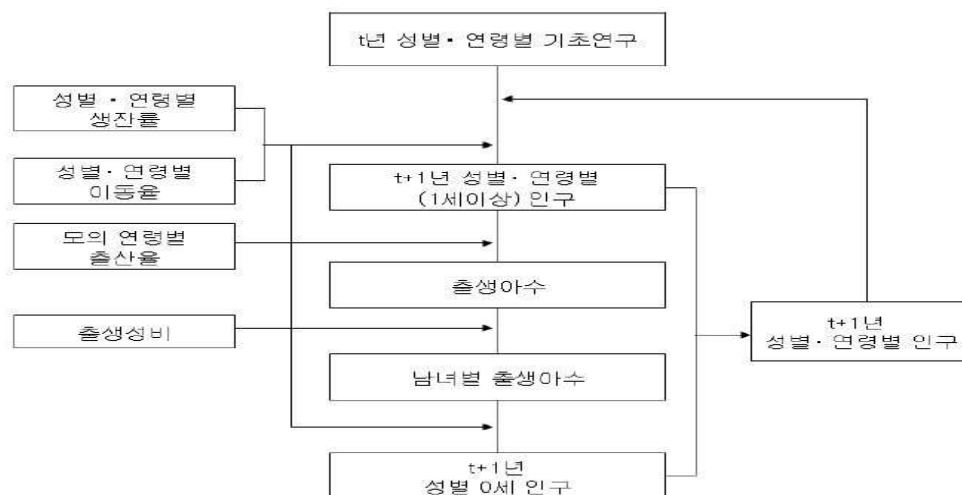 t년 성별· 연령별 기초연구
성별 · 연령별
생잔률
성별· 연령별
이동율
t+1년 성별· 연령별
(1세이상) 인구
모의 연령별
출산율
출생아수
출생성비
t+1년
성별· 연령별 인구
남녀별 출생아수
t+1년
성별 0세 인구